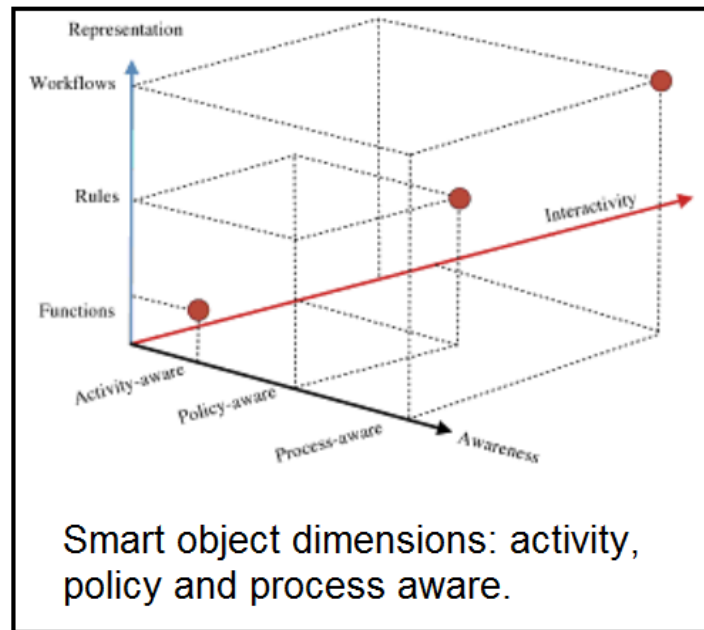 Representation
Workflows
Rules
Interactivity
Functions
Activity-aware
Policy-aware
Process-aware
Awareness
Smart object dimensions: activity,
policy and process aware.